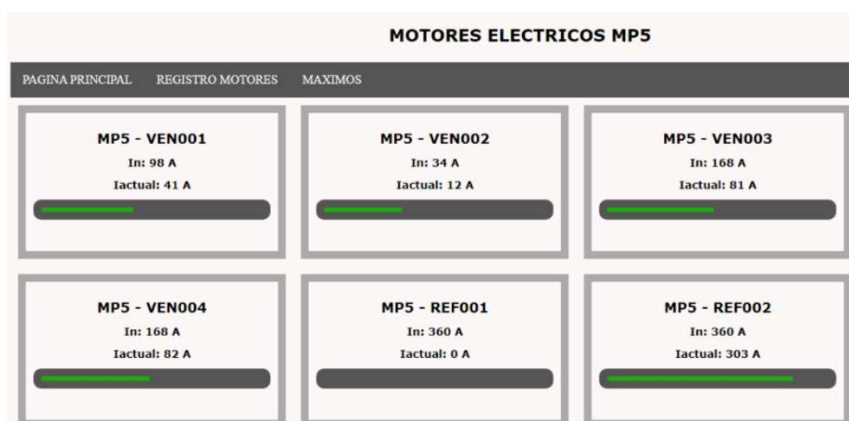 MOTORES ELECTRICOS MP5
PAGINA PRINCIPAL REGISTRO MOTORES MAXIMOS
MP5 - VEN001
In: 98 A
Iactual: 41 A
MP5 - VEN002
In: 34 A
Iactual: 12 A
MP5 - VEN003
In: 168 A
Iactual: 81 A
MP5 - VEN004
In: 168 A
Iactual: 82 A
MP5 - REF001
In: 360 A
Iactual: 0 A
MP5 - REF002
In: 360 A
Iactual: 303 A